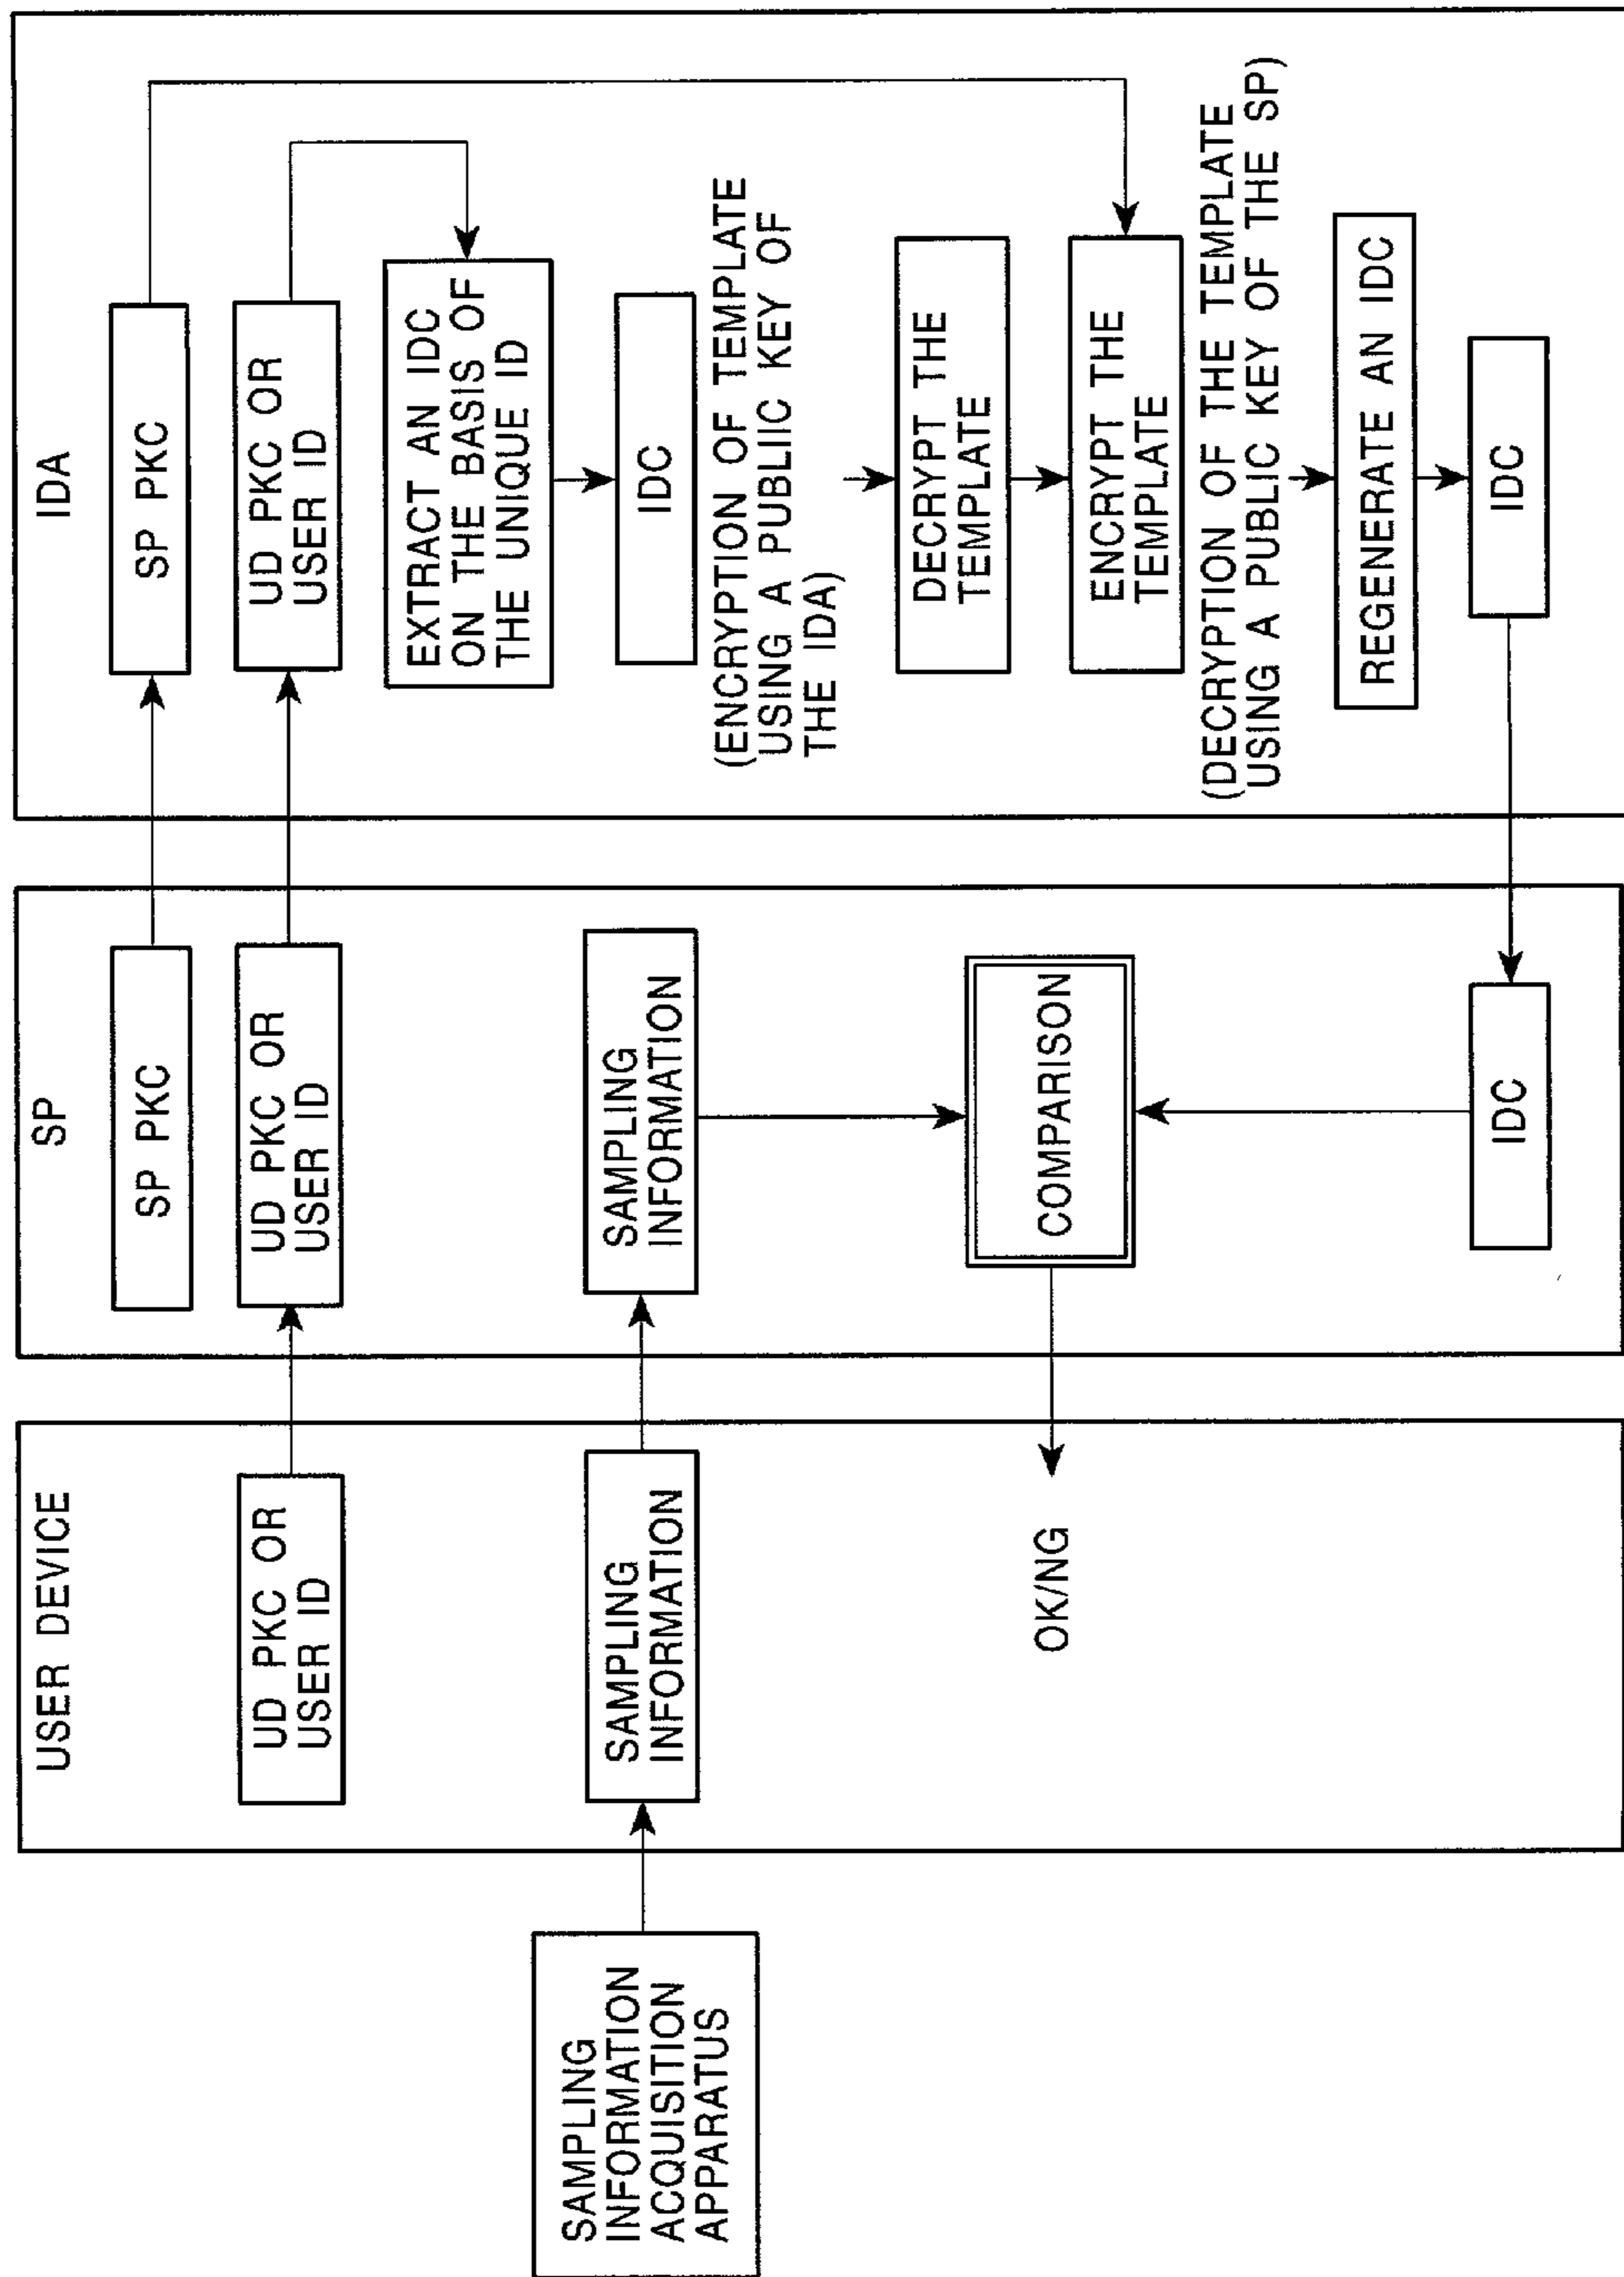 SAMPLING
INFORMATION
ACQUISITION
APPARATUS
USER DEVICE
UD PKC OR
USER ID
SAMPLING
INFORMATION
OK/NG
SP
SP PKC
UD PKC OR
USER ID
SAMPLING
INFORMATION
COMPARISON
IDC
IDA
SP PKC
UD PKC OR
USER ID
EXTRACT AN IDC
ON THE BASIS OF
THE UNIQUE ID
IDC
(ENCRYPTION OF TEMPLATE
USING A PUBLIC KEY OF
THE IDA)
DECRYPT THE
TEMPLATE
ENCRYPT THE
TEMPLATE
(DECRYPTION OF THE TEMPLATE
USING A PUBLIC KEY OF THE SP)
REGENERATE AN IDC
IDC